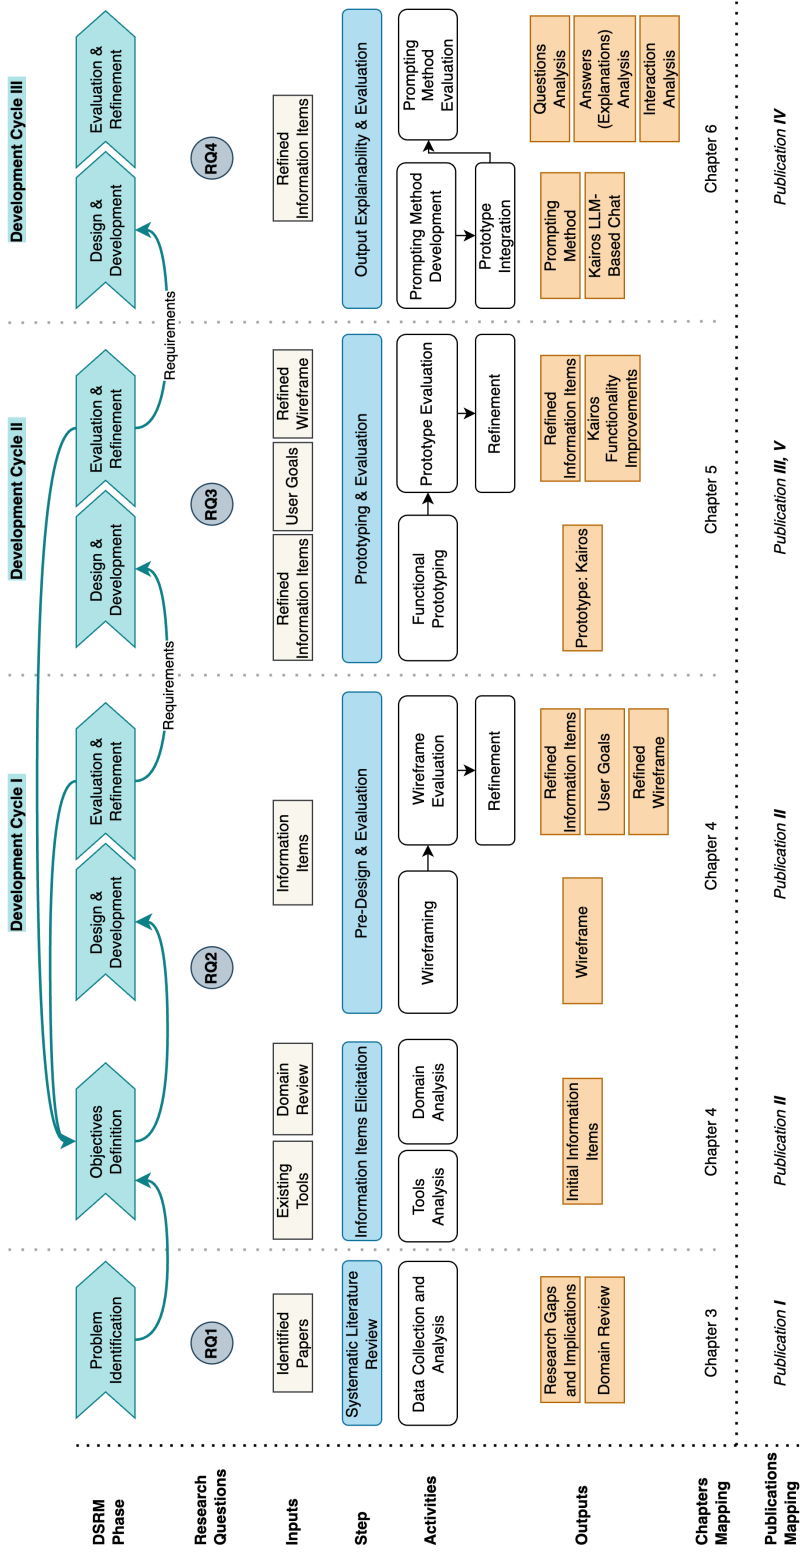 Development Cycle I
Development Cycle II
Development Cycle III
DSRM
Phase
Problem
Identification
Objectives
Definition
Design &
Development
Evaluation &
Refinement
Design &
Development
Evaluation &
Refinement
Design &
Development
Evaluation &
Refinement
Requirements
Requirements
Research
Questions
RQ1
RQ2
RQ3
RQ4
Inputs
Identified
Papers
Existing
Tools
Domain
Review
Information
Items
Refined
Information Items
User Goals
Refined
Wireframe
Refined
Information Items
Step
Systematic Literature
Review
Information Items Elicitation
Pre-Design & Evaluation
Prototyping & Evaluation
Output Explainability & Evaluation
Activities
Data Collection and
Analysis
Tools
Analysis
Domain
Analysis
Wireframing
Wireframe
Evaluation
Refinement
Functional
Prototyping
Prototype Evaluation
Refinement
Prompting Method
Development
Prototype
Integration
Prompting
Method
Evaluation
Outputs
Research Gaps
and Implications
Domain Review
Initial Information
Items
Wireframe
Refined
Information Items
User Goals
Refined
Wireframe
Prototype: Kairos
Refined
Information Items
Kairos
Functionality
Improvements
Prompting
Method
Kairos LLM-
Based Chat
Questions
Analysis
Answers
(Explanations)
Analysis
Interaction
Analysis
Chapters
Mapping
Chapter 3
Chapter 4
Chapter 4
Chapter 5
Chapter 6
Publications
Mapping
Publication I
Publication II
Publication II
Publication III, V
Publication IV